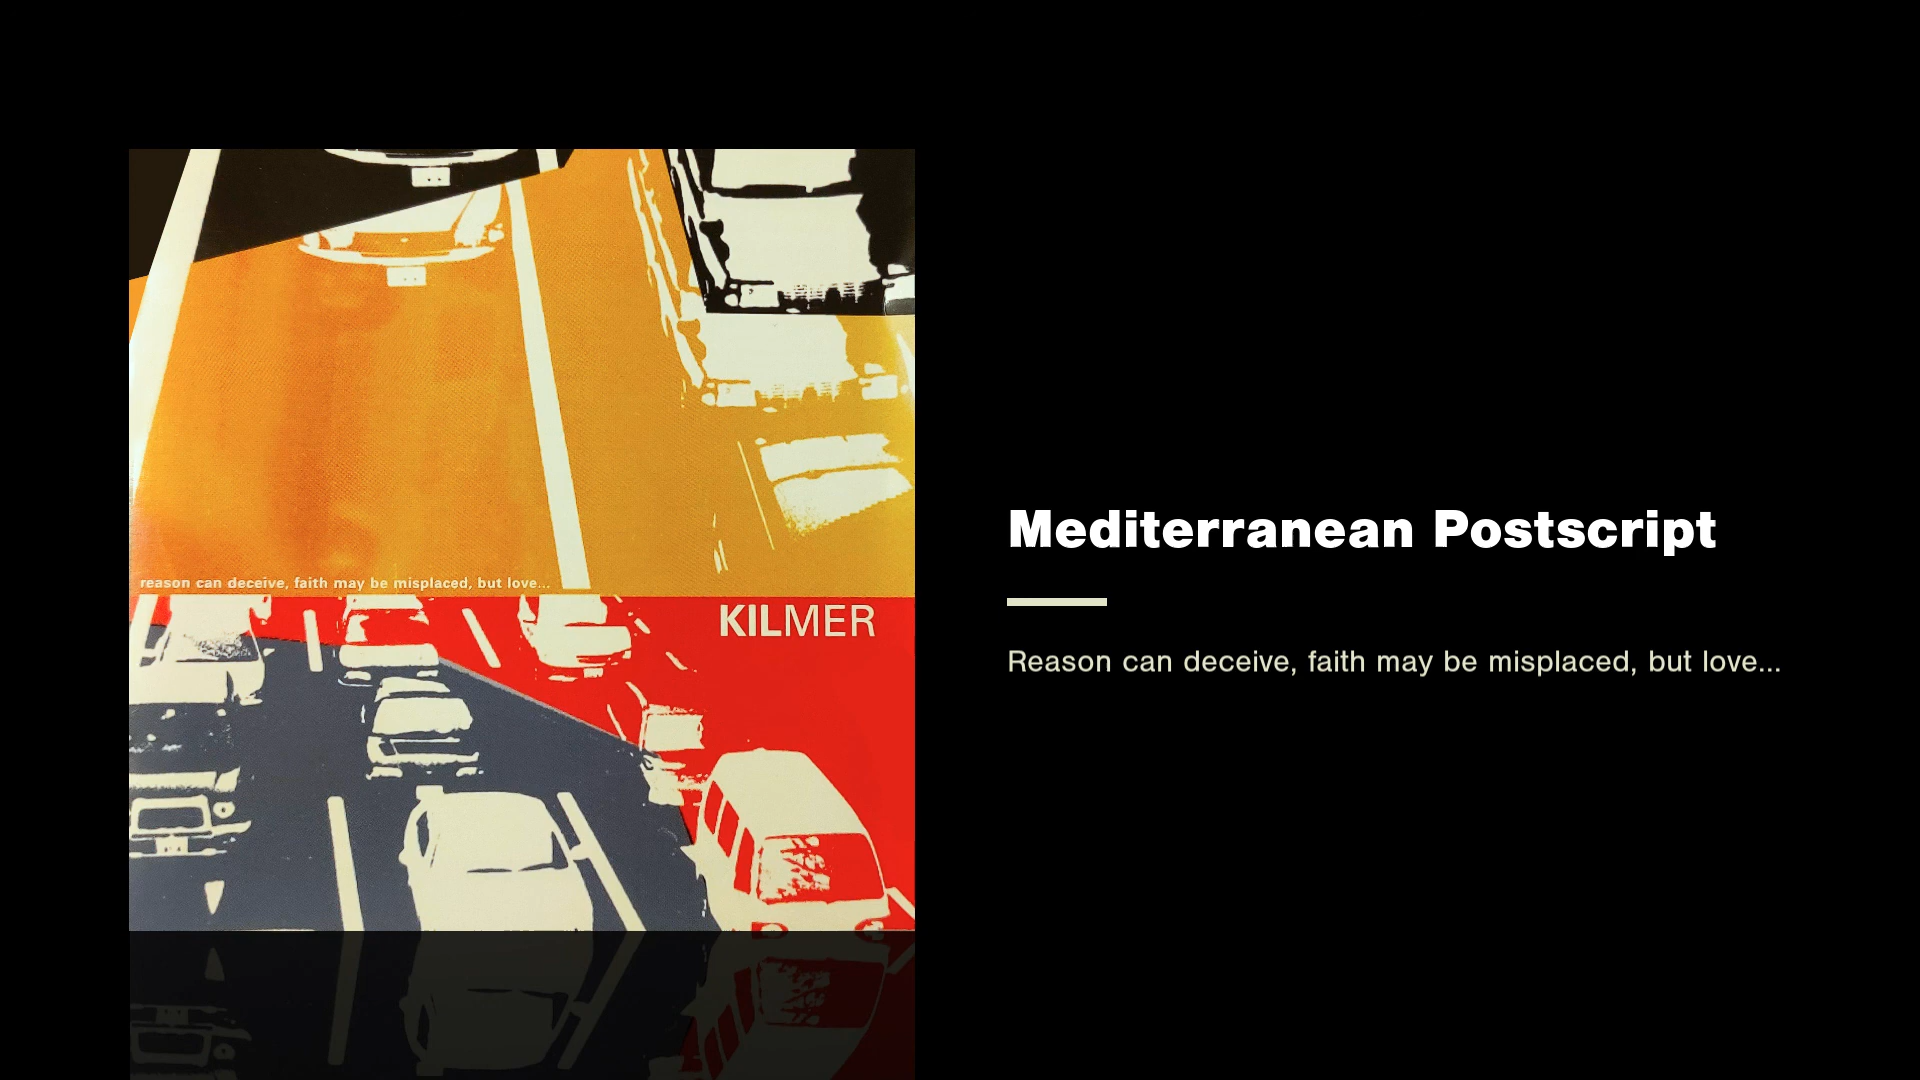 reason can deceive, faith may be misplaced, but love...
KILMER
Mediterranean Postscript
Reason can deceive, faith may be misplaced, but love...